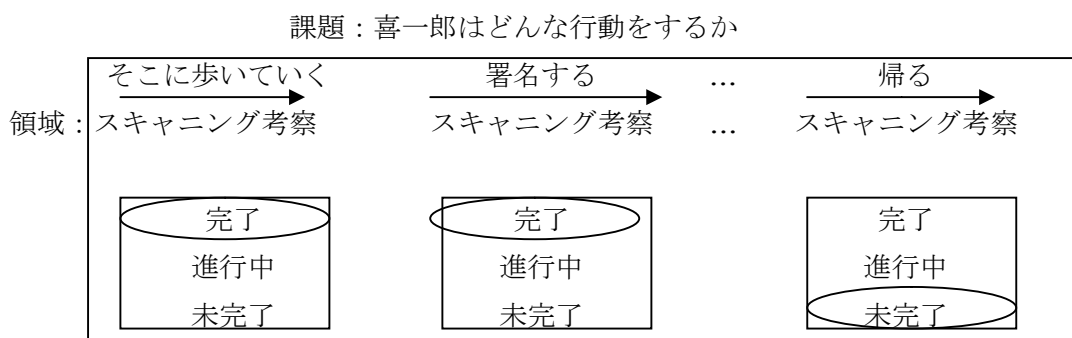 課題：喜一郎はどんな行動をするか
そこに歩いていく 署名する … 帰る
領域：スキャニング考察 スキャニング考察 … スキャニング考察
完了 完了 完了
進行中 進行中 進行中
未完了 未完了 未完了